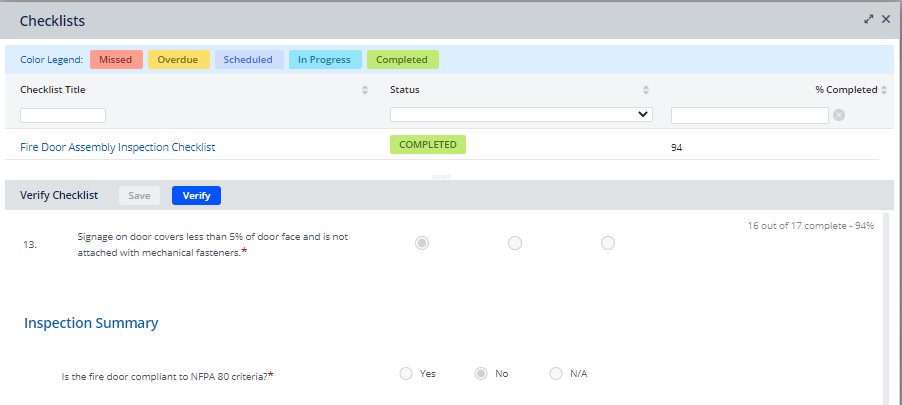 Checklists
Color Legend: Missed Overdue Scheduled In Progress Completed
Checklist Title Status % Completed
Fire Door Assembly Inspection Checklist COMPLETED 94
Verify Checklist Save Verify
16 out of 17 complete - 94%
13. Signage on door covers less than 5% of door face and is not
attached with mechanical fasteners.*
Inspection Summary
Is the fire door compliant to NFPA 80 criteria?* Yes No N/A